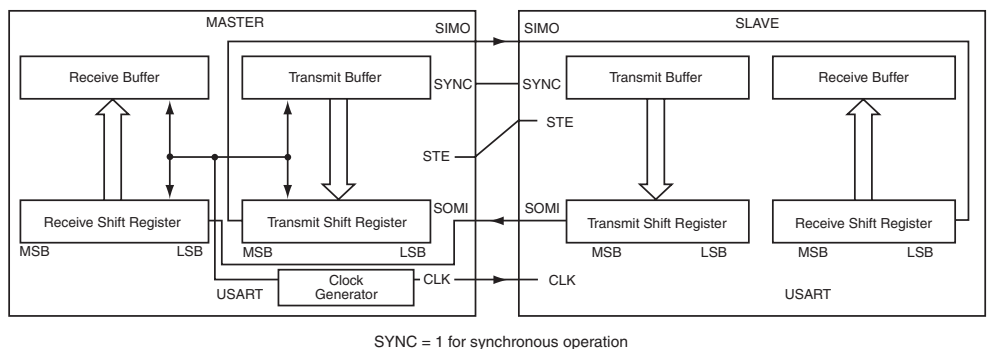 MASTER
SLAVE
SIMO
SIMO
Receive Buffer
Transmit Buffer
SYNC
SYNC
Transmit Buffer
Receive Buffer
STE
STE
Receive Shift Register
Transmit Shift Register
SOMI
SOMI
Transmit Shift Register
Receive Shift Register
MSB
LSB
MSB
LSB
MSB
LSB
MSB
LSB
USART
Clock
Generator
CLK
CLK
USART
SYNC = 1 for synchronous operation